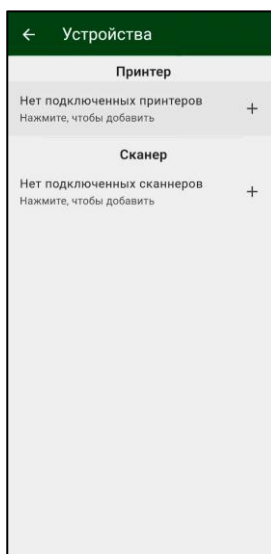 Устройства
Принтер
Нет подключенных принтеров
Нажмите, чтобы добавить
Сканер
Нет подключенных сканнеров
Нажмите, чтобы добавить